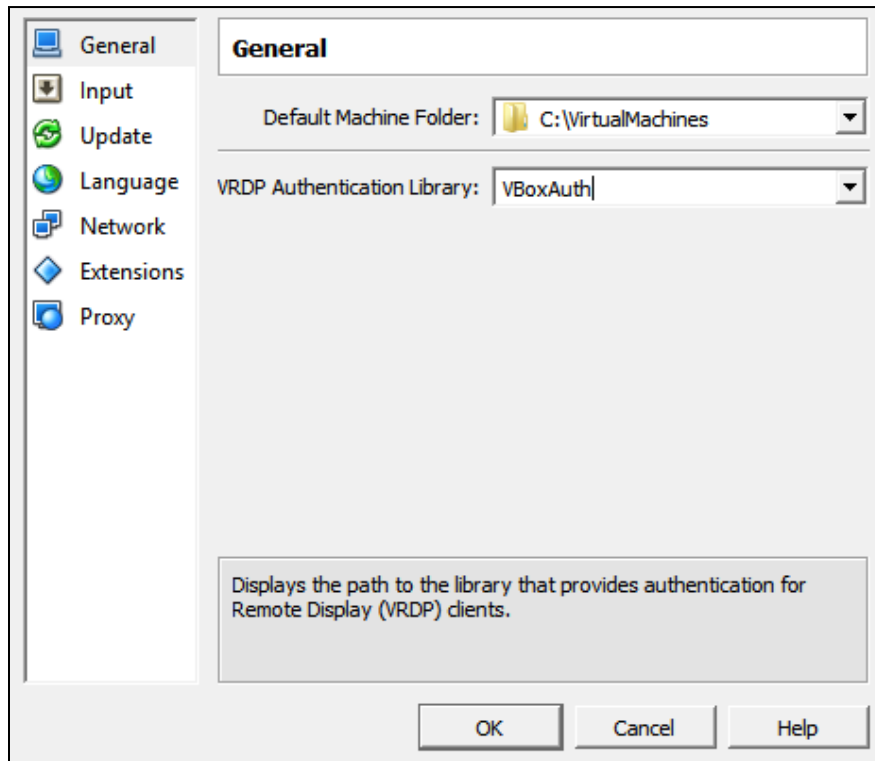 General
Input
Update
Language
Network
Extensions
Proxy
General
Default Machine Folder: C:\VirtualMachines
VRDP Authentication Library: VBoxAuth
Displays the path to the library that provides authentication for
Remote Display (VRDP) clients.
OK Cancel Help